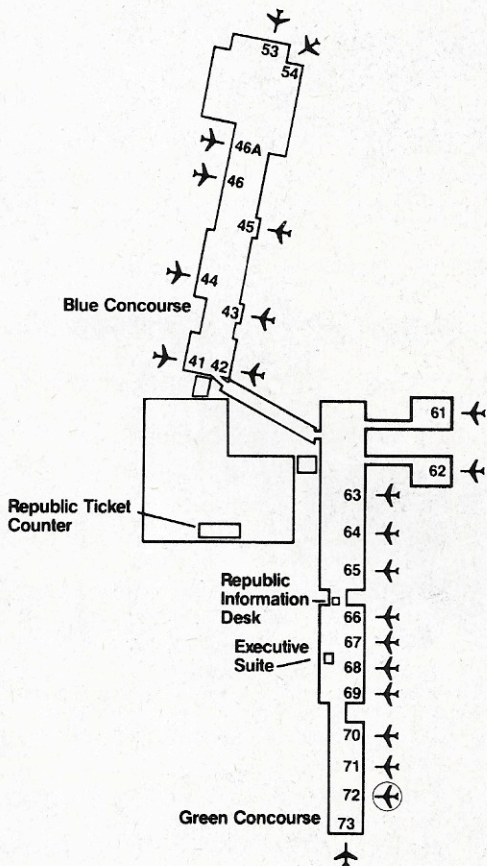 53
54
46A
46
45
44
Blue Concourse
43
41 42
61
62
63
Republic Ticket
Counter
64
65
Republic
Information
Desk
66
67
Executive
Suite
68
69
70
71
72
Green Concourse
73